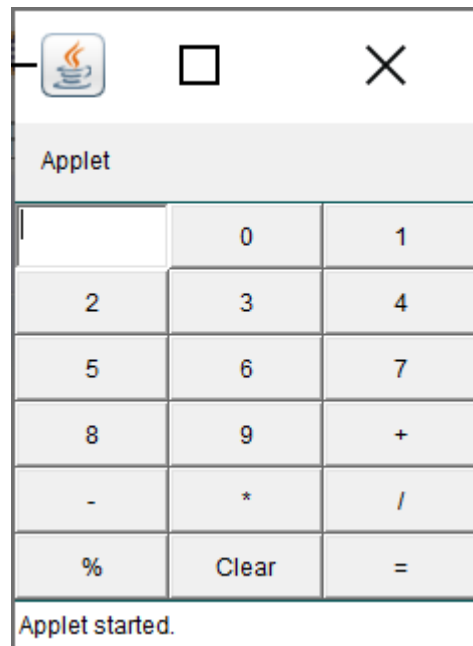 Applet
0 1
2 3 4
5 6 7
8 9 +
- * /
% Clear =
Applet started.